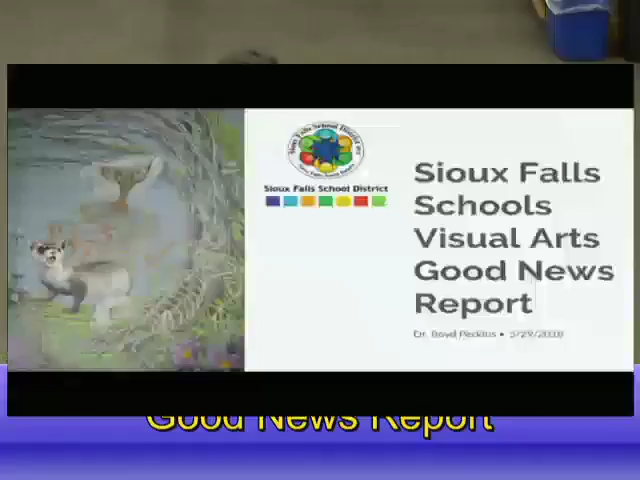 Sioux Falls School District
Sioux Falls
Schools
Visual Arts
Good News
Report
Good News Report